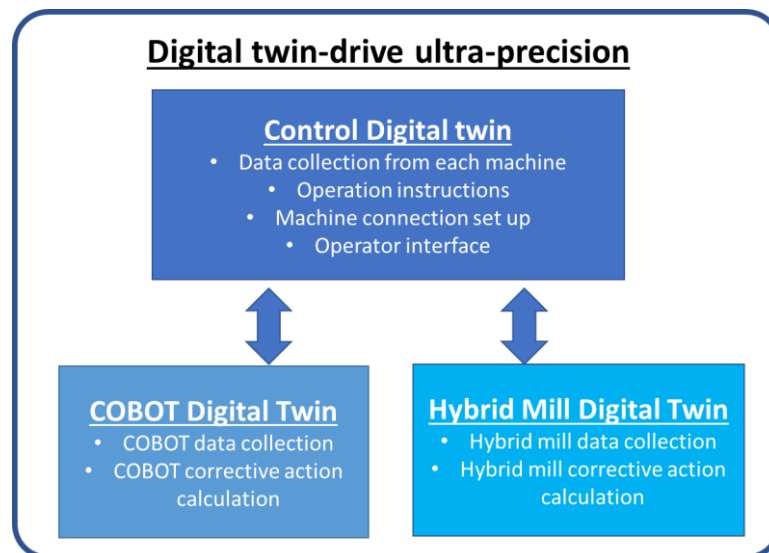 Digital twin-drive ultra-precision
Control Digital twin
• Data collection from each machine
• Operation instructions
• Machine connection set up
• Operator interface
COBOT Digital Twin
• COBOT data collection
• COBOT corrective action
calculation
Hybrid Mill Digital Twin
• Hybrid mill data collection
• Hybrid mill corrective action
calculation